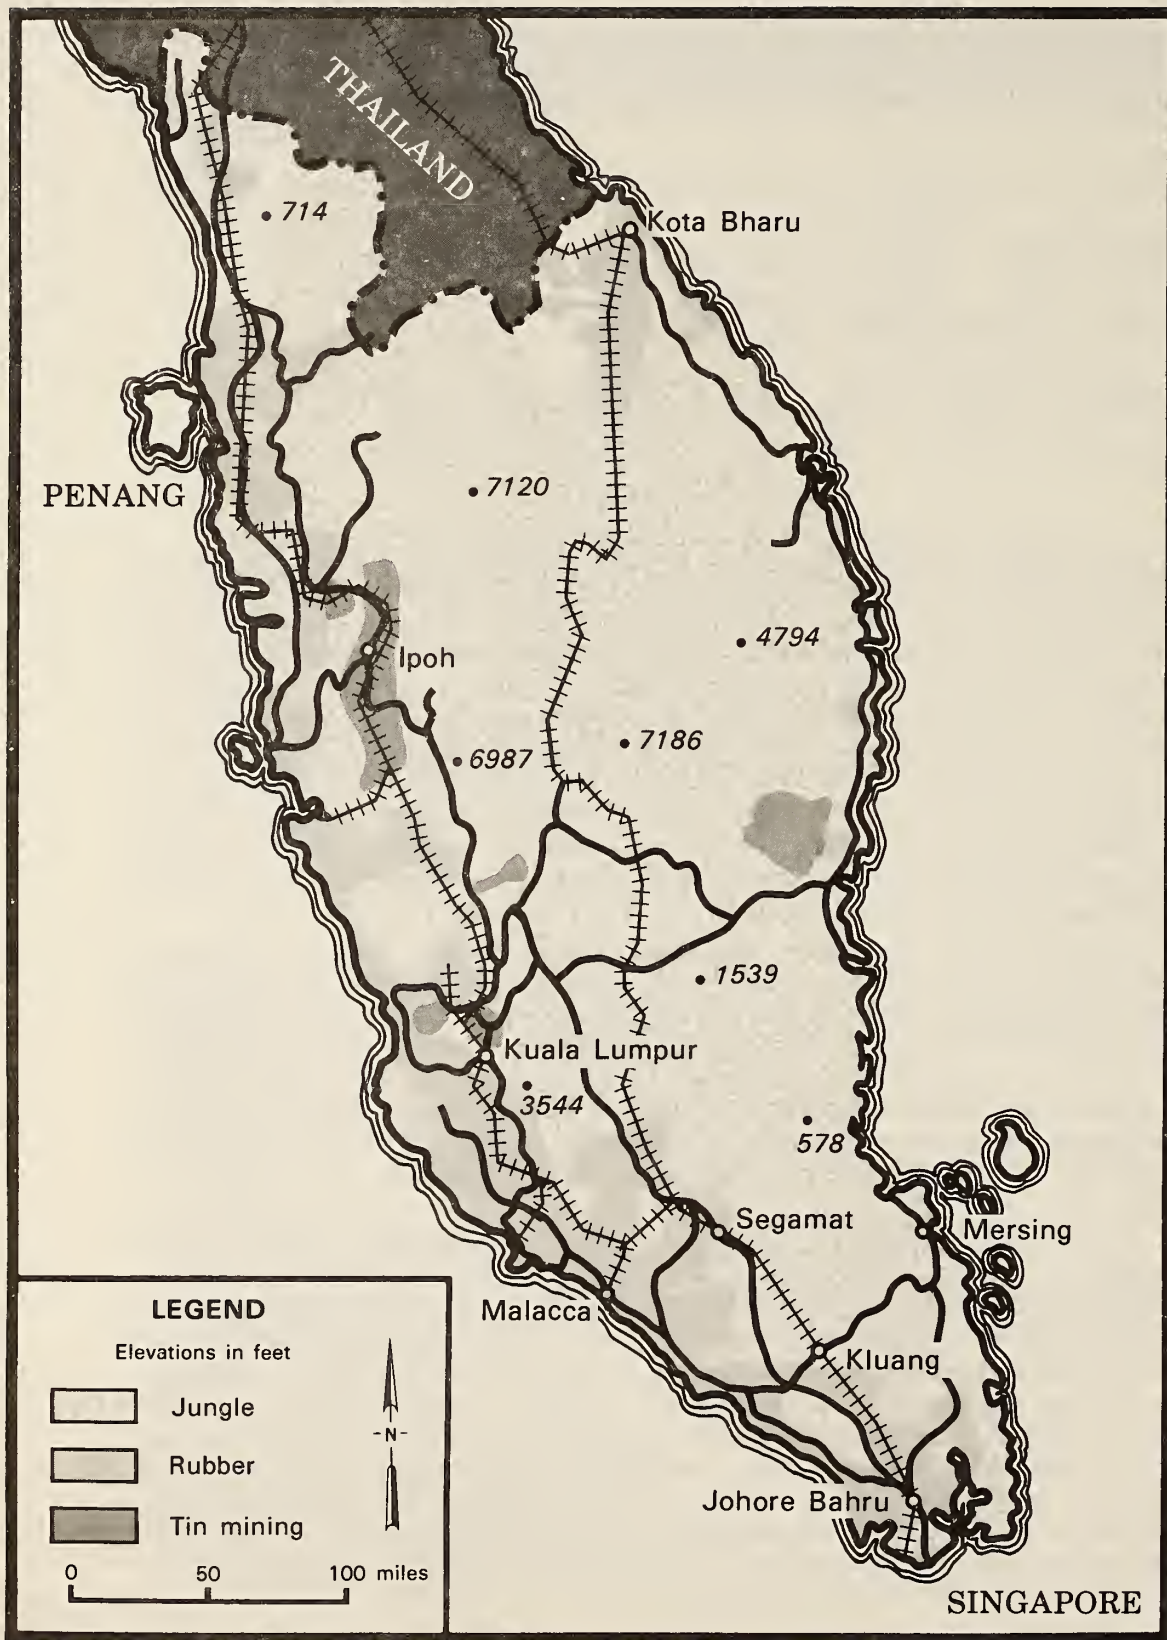 THAILAND
714
Kota Bharu
PENANG
7120
4794
Ipoh
7186
6987
1539
Kuala Lumpur
3544
578
Segamat
Mersing
Malacca
Kluang
Johore Bahru
SINGAPORE
LEGEND
Elevations in feet
Jungle
-N-
Rubber
Tin mining
0 50 100 miles